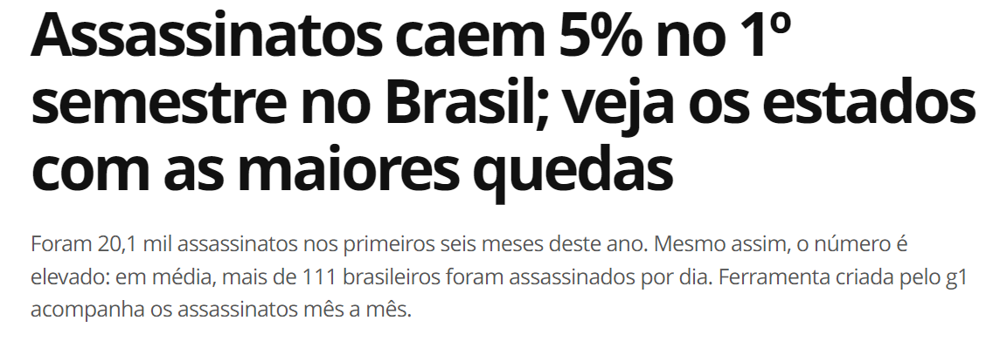 Assassinatos caem 5% no 1º
semestre no Brasil; veja os estados
com as maiores quedas
Foram 20,1 mil assassinatos nos primeiros seis meses deste ano. Mesmo assim, o número é
elevado: em média, mais de 111 brasileiros foram assassinados por dia. Ferramenta criada pelo g1
acompanha os assassinatos mês a mês.